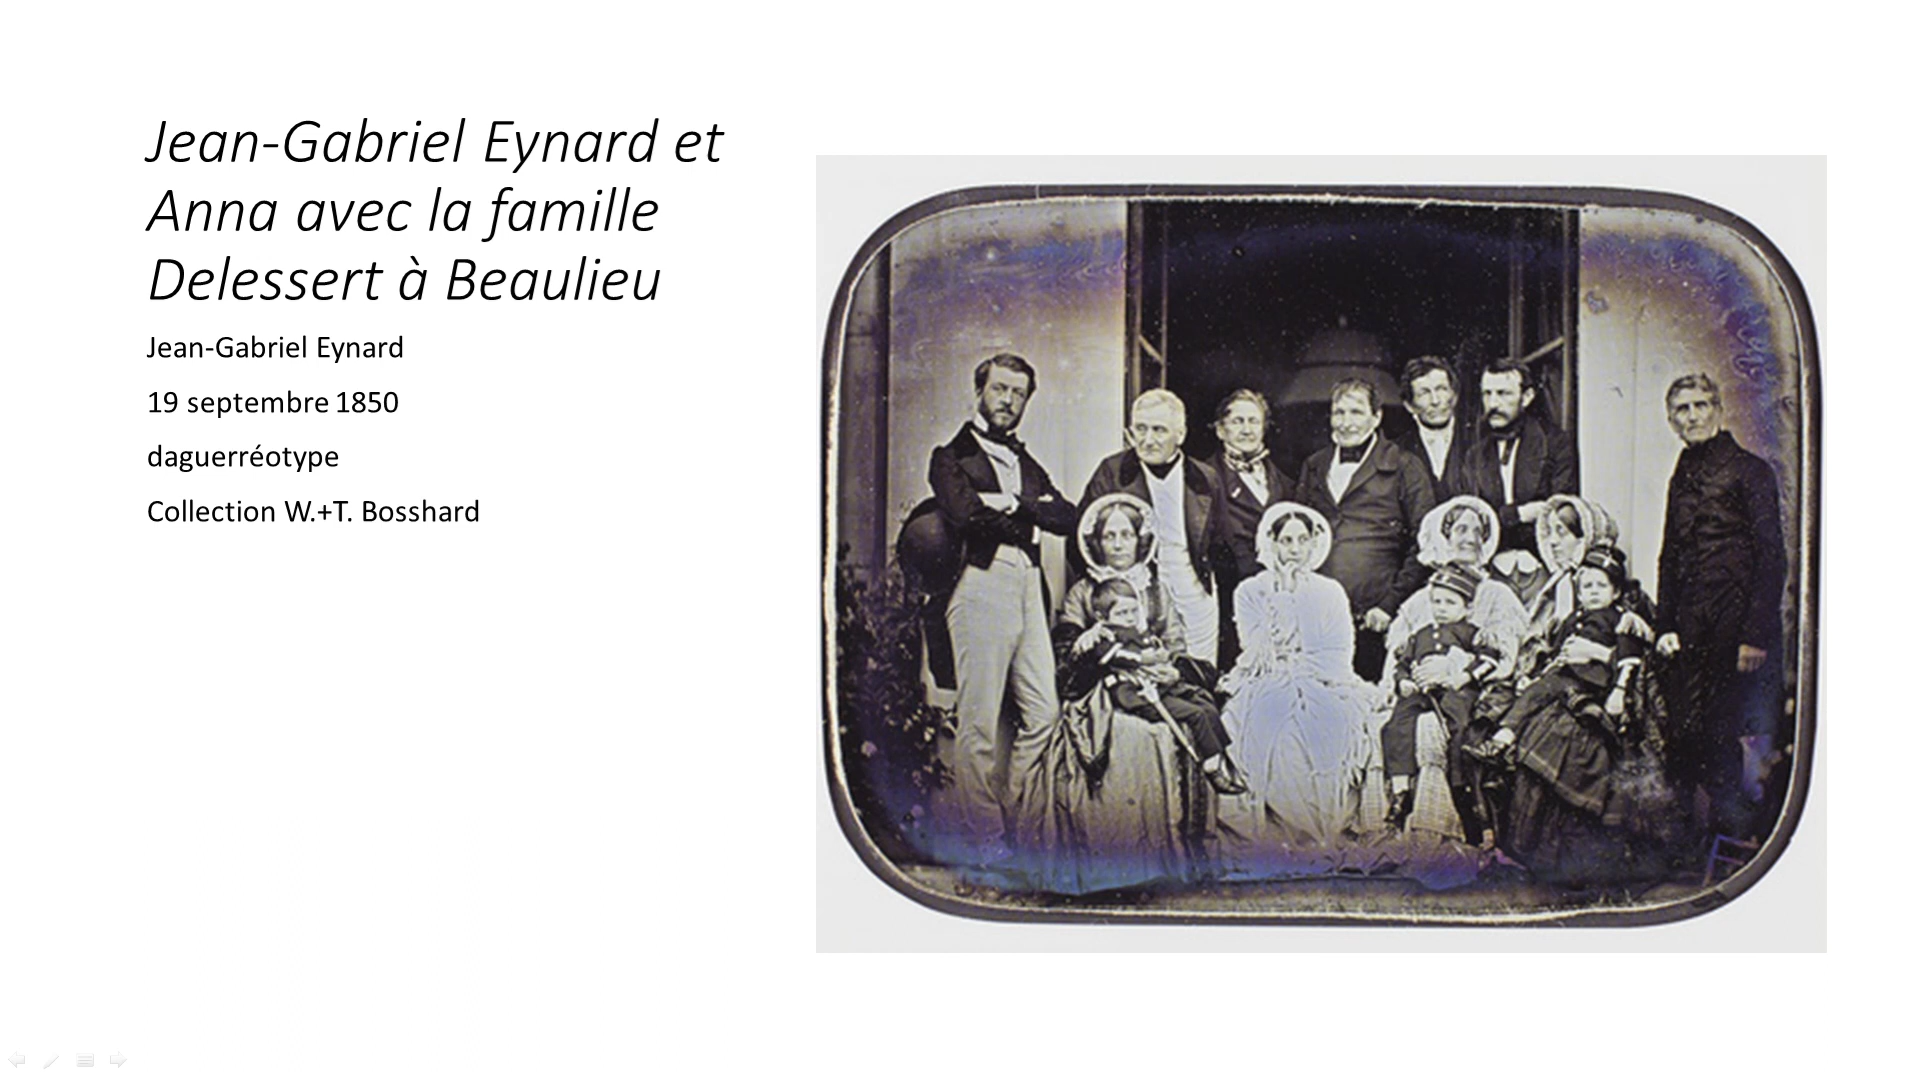 Jean-Gabriel Eynard et
Anna avec la famille
Delessert à Beaulieu
Jean-Gabriel Eynard
19 septembre 1850
daguerréotype
Collection W.+T. Bosshard